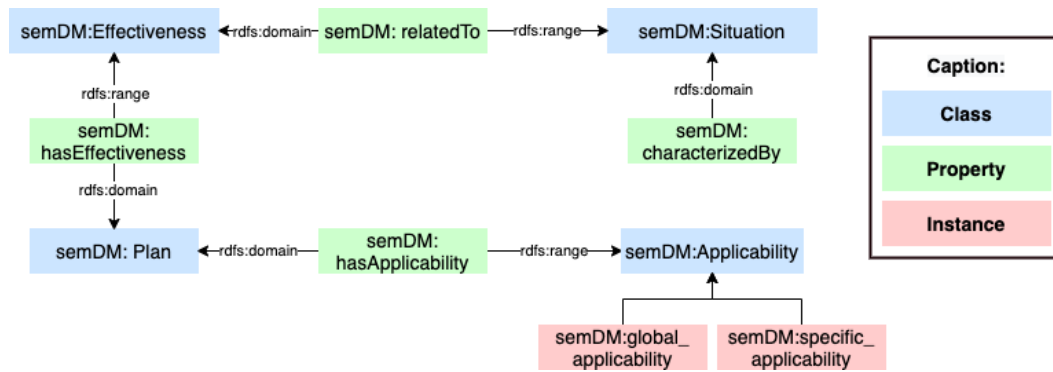 semDM:Effectiveness
rdfs:domain
semDM: relatedTo
rdfs:range
semDM:Situation
rdfs:range
rdfs:domain
semDM:
hasEffectiveness
semDM:
characterizedBy
rdfs:domain
semDM: Plan
rdfs:domain
semDM:
hasApplicability
rdfs:range
semDM:Applicability
semDM:global_
applicability
semDM:specific_
applicability
Caption:
Class
Property
Instance